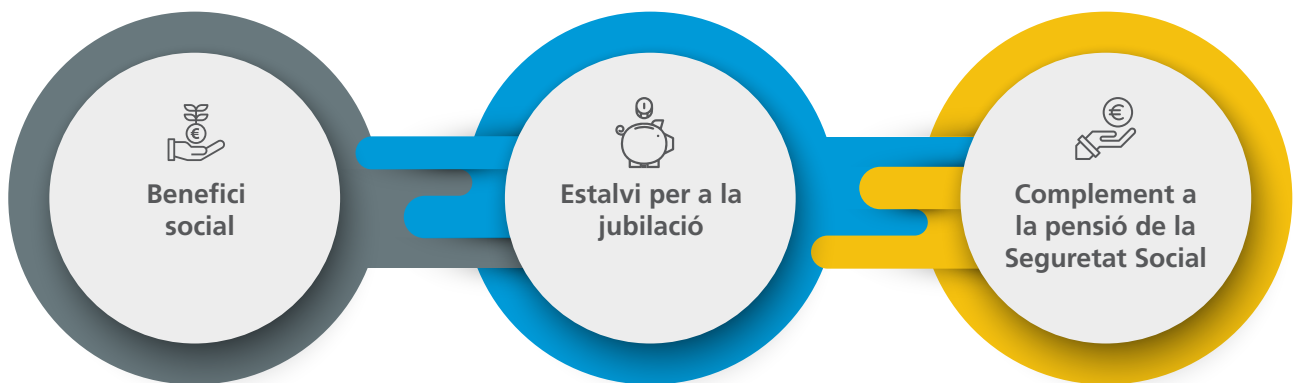 Benefici
social
Estalvi per a la
jubilació
Complement a
la pensió de la
Seguretat Social